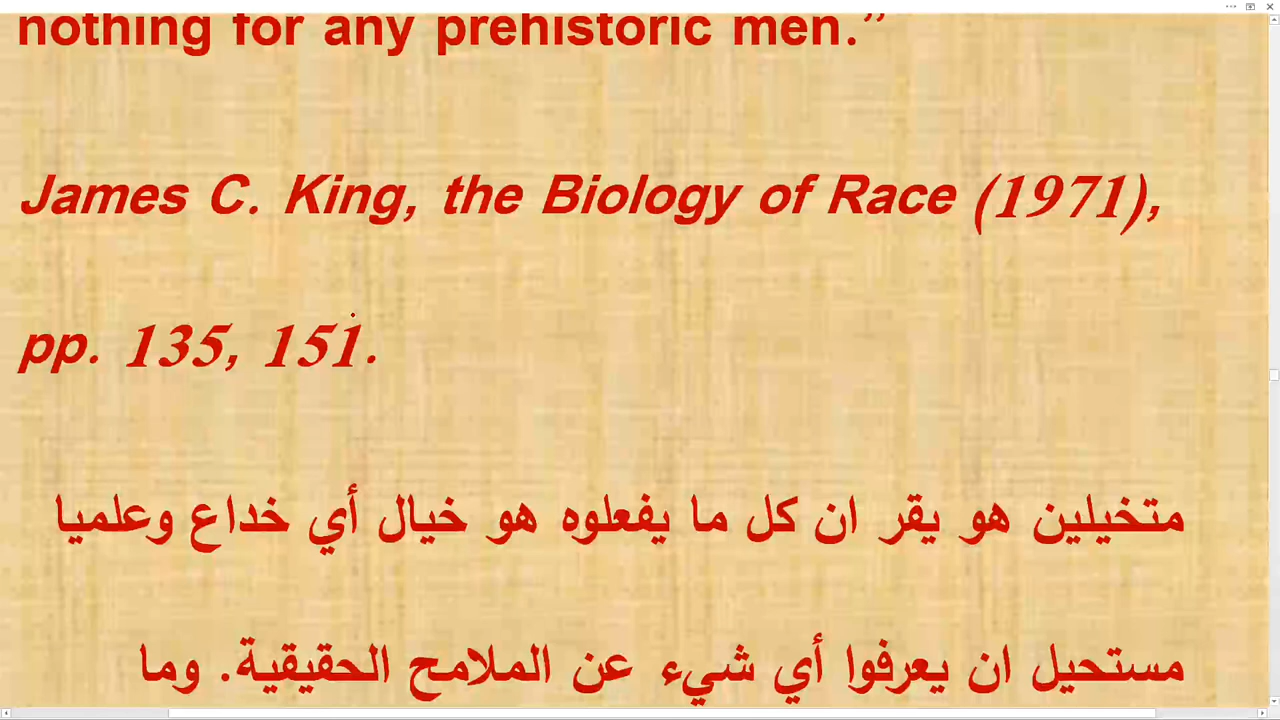 nothing for any prehistoric men.”
James C. King, the Biology of Race (1971),
pp. 135, 151.
متخيلين هو يقر ان كل ما يفعلوه هو خيال أي خداع وعلميا
مستحيل ان يعرفوا أي شيء عن الملامح الحقيقية. وما